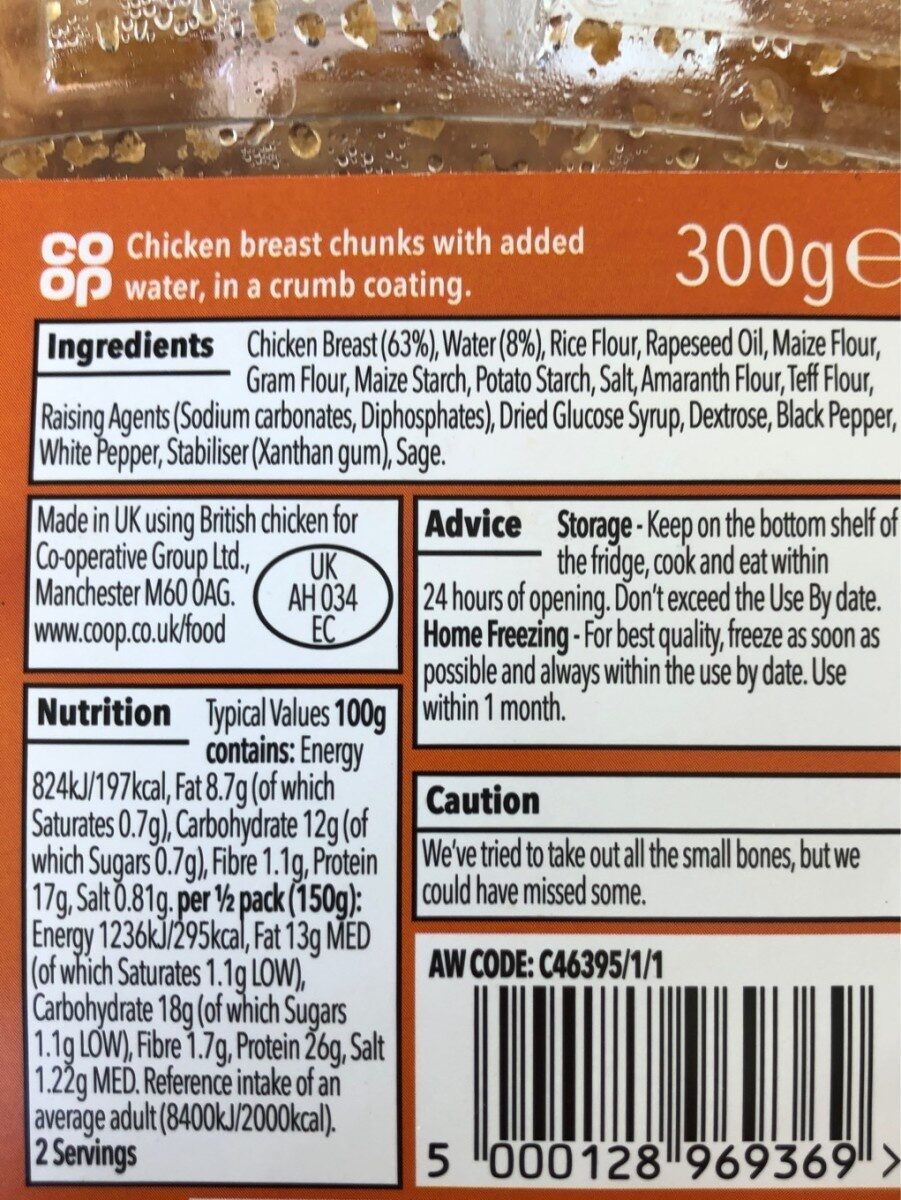 CO
OP
Chicken breast chunks with added
water, in a crumb coating.
300g℮
Ingredients Chicken Breast (63%), Water (8%), Rice Flour, Rapeseed Oil, Maize Flour,
Gram Flour, Maize Starch, Potato Starch, Salt, Amaranth Flour, Teff Flour,
Raising Agents (Sodium carbonates, Diphosphates), Dried Glucose Syrup, Dextrose, Black Pepper,
White Pepper, Stabiliser (Xanthan gum), Sage.
Made in UK using British chicken for
Co-operative Group Ltd.,
Manchester M60 0AG.
www.coop.co.uk/food
UK
AH 034
EC
Advice Storage - Keep on the bottom shelf of
the fridge, cook and eat within
24 hours of opening. Don't exceed the Use By date.
Home Freezing - For best quality, freeze as soon as
possible and always within the use by date. Use
within 1 month.
Nutrition Typical Values 100g
contains: Energy
824kJ/197kcal, Fat 8.7g (of which
Saturates 0.7g), Carbohydrate 12g (of
which Sugars 0.7g), Fibre 1.1g, Protein
17g, Salt 0.81g. per ½ pack (150g):
Energy 1236kJ/295kcal, Fat 13g MED
(of which Saturates 1.1g LOW),
Carbohydrate 18g (of which Sugars
1.1g LOW), Fibre 1.7g, Protein 26g, Salt
1.22g MED. Reference intake of an
average adult (8400kJ/2000kcal).
2 Servings
Caution
We've tried to take out all the small bones, but we
could have missed some.
AW CODE: C46395/1/1
5 000128 969369 >